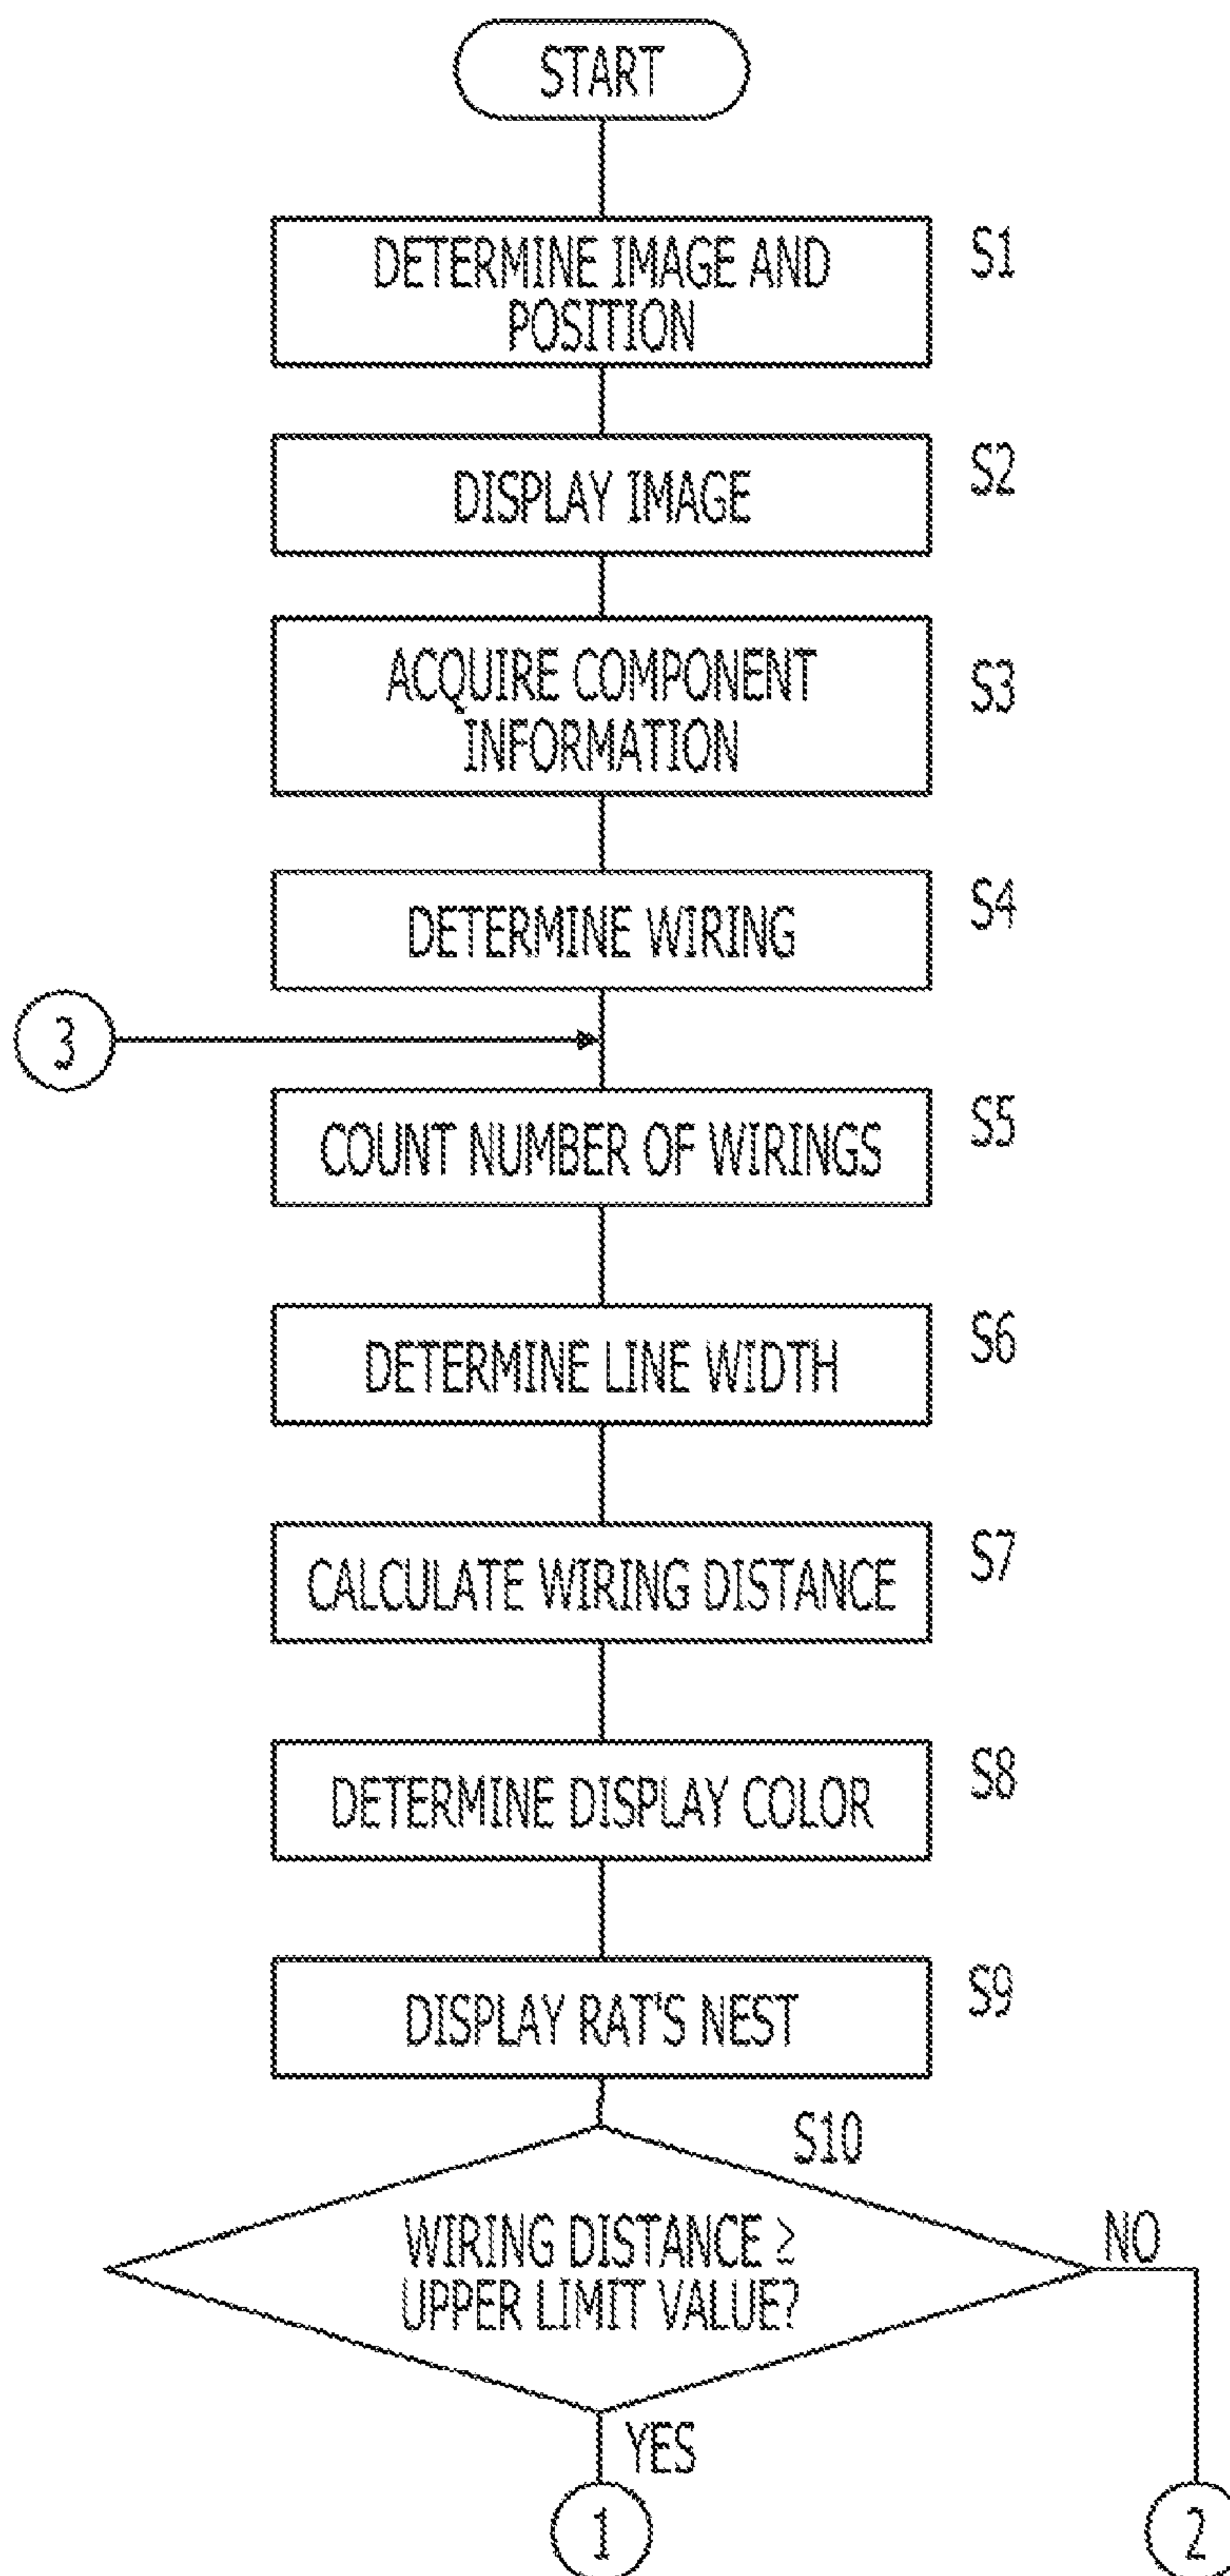 START
DETERMINE IMAGE AND
POSITION
S1
DISPLAY IMAGE
S2
ACQUIRE COMPONENT
INFORMATION
S3
DETERMINE WIRING
S4
3
COUNT NUMBER OF WIRINGS
S5
DETERMINE LINE WIDTH
S6
CALCULATE WIRING DISTANCE
S7
DETERMINE DISPLAY COLOR
S8
DISPLAY RAT'S NEST
S9
S10
WIRING DISTANCE ≥
UPPER LIMIT VALUE?
NO
YES
1
2